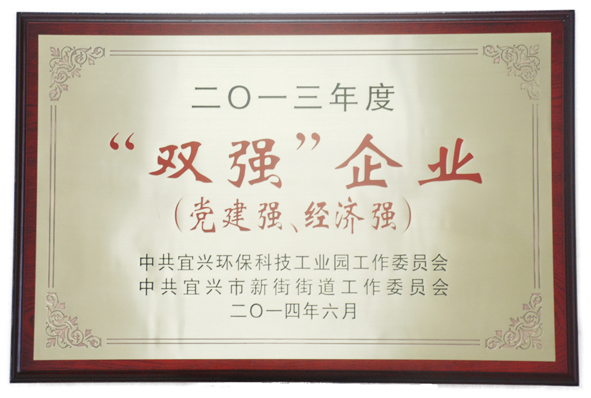 二〇一三年度
“双强”企业
（党建强、经济强）
中共宜兴环保科技工业园工作委员会
中共宜兴市新街街道工作委员会
二〇一四年六月